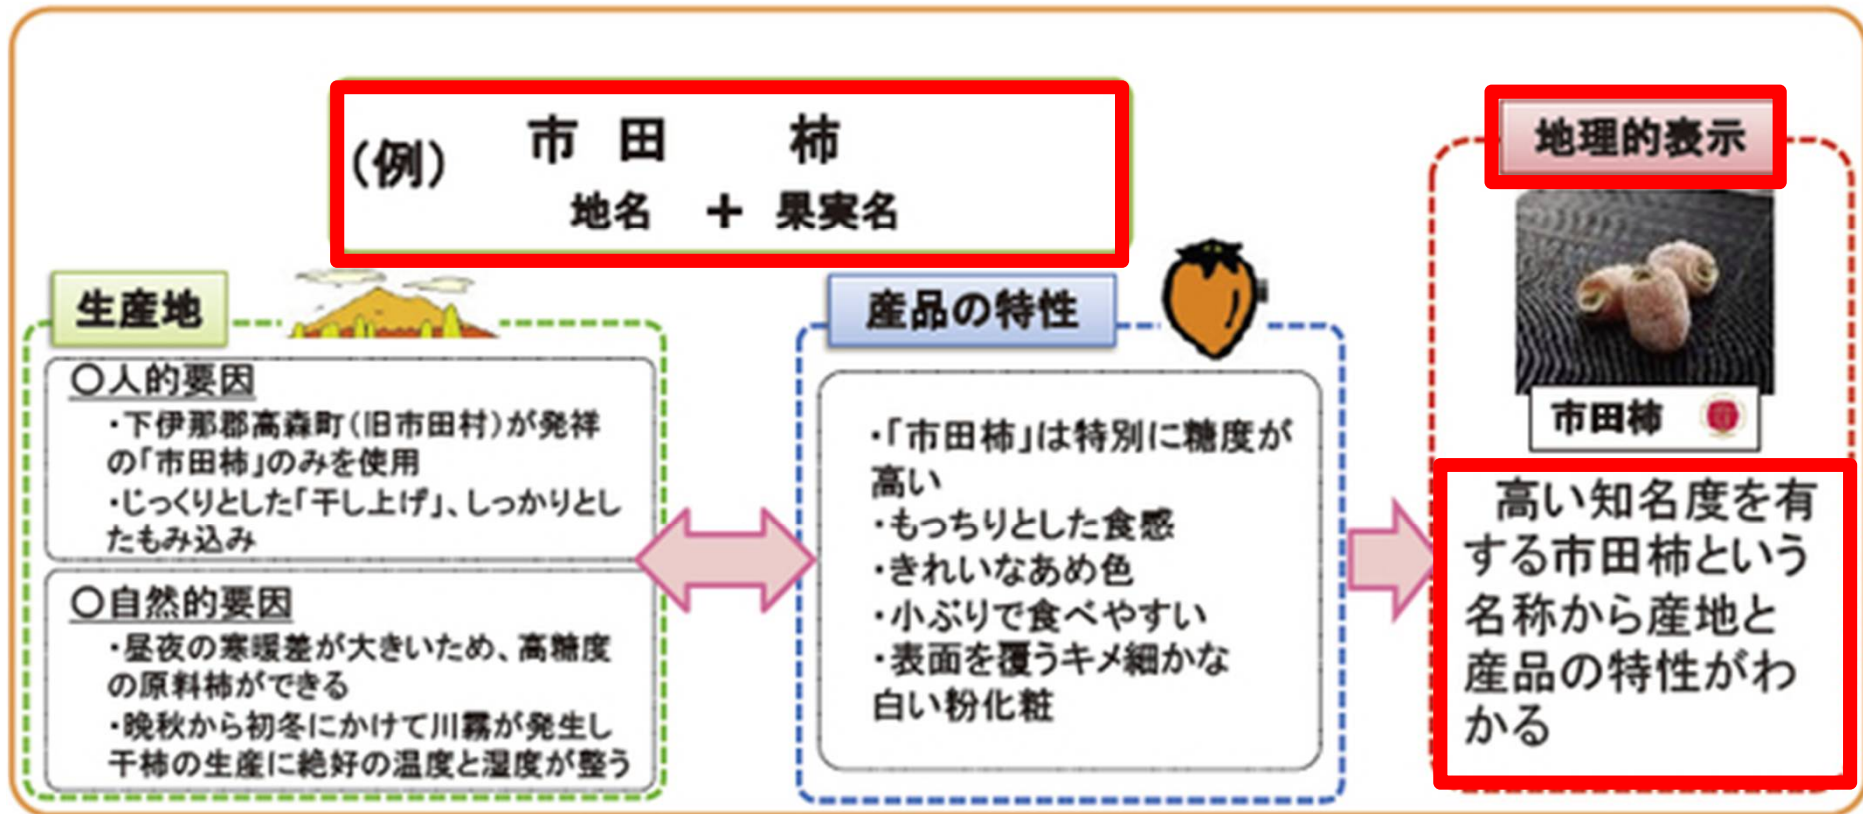 (例)
市 田 柿
地名 + 果実名
生産地
○人的要因
・下伊那郡高森町(旧市田村)が発祥
の「市田柿」のみを使用
・じっくりとした「干し上げ」、しっかりとし
たもみ込み
○自然的要因
・昼夜の寒暖差が大きいため、高糖度
の原料柿ができる
・晩秋から初冬にかけて川霧が発生し
干柿の生産に絶好の温度と湿度が整う
産品の特性
・「市田柿」は特別に糖度が
高い
・もっちりとした食感
・きれいなあめ色
・小ぶりで食べやすい
・表面を覆うキメ細かな
白い粉化粧
地理的表示
市田柿
高い知名度を有
する市田柿という
名称から産地と
産品の特性がわ
かる